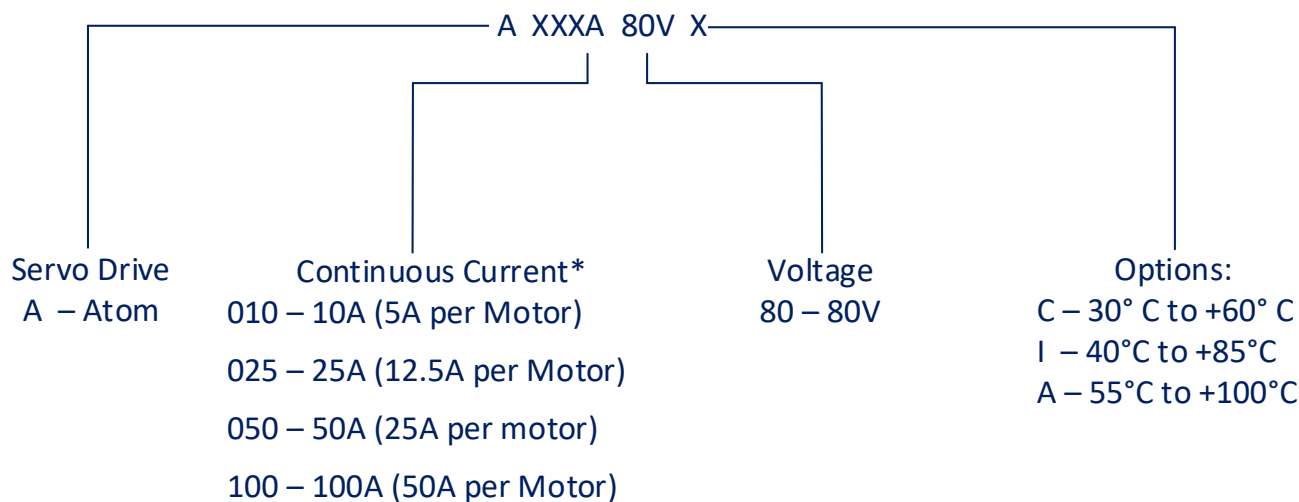 A XXXA 80V X
Servo Drive
A – Atom
Continuous Current*
010 – 10A (5A per Motor)
025 – 25A (12.5A per Motor)
050 – 50A (25A per motor)
100 – 100A (50A per Motor)
Voltage
80 – 80V
Options:
C – 30° C to +60° C
I – 40°C to +85°C
A – 55°C to +100°C